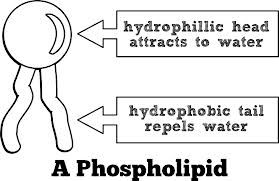 hydrophillic head
attracts to water
hydrophobic tail
repels water
A Phospholipid